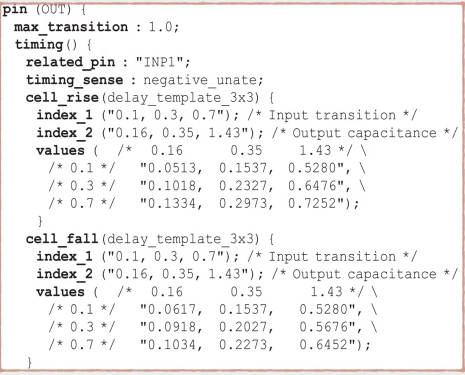 pin (OUT) {
max_transition : 1.0;
timing() {
related_pin : "INP1";
timing_sense : negative_unate;
cell_rise(delay_template_3x3) {
index_1 ("0.1, 0.3, 0.7"); /* Input transition */
index_2 ("0.16, 0.35, 1.43"); /* Output capacitance */
values ( /* 0.16 0.35 1.43 */ \
/* 0.1 */ "0.0513, 0.1537, 0.5280", \
/* 0.3 */ "0.1018, 0.2327, 0.6476", \
/* 0.7 */ "0.1334, 0.2973, 0.7252");
}
cell_fall(delay_template_3x3) {
index_1 ("0.1, 0.3, 0.7"); /* Input transition */
index_2 ("0.16, 0.35, 1.43"); /* Output capacitance */
values ( /* 0.16 0.35 1.43 */ \
/* 0.1 */ "0.0617, 0.1537, 0.5280", \
/* 0.3 */ "0.0918, 0.2027, 0.5676", \
/* 0.7 */ "0.1034, 0.2273, 0.6452");
}